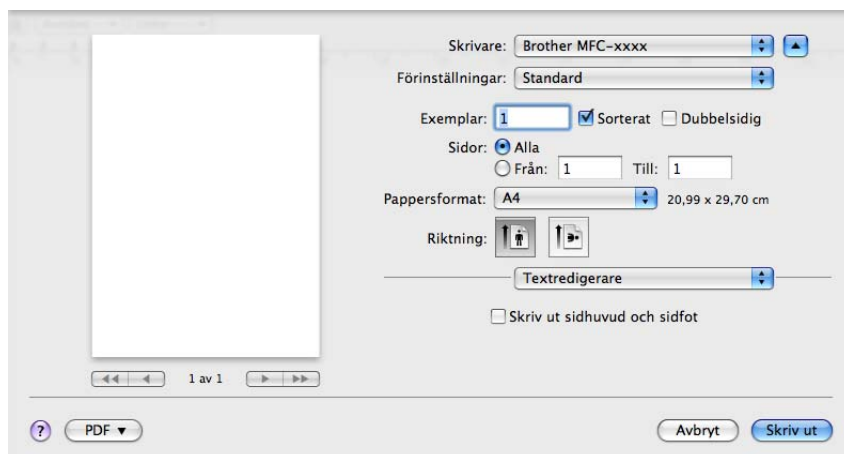 Skrivare: Brother MFC-xxxx
Förinställningar: Standard
Exemplar: 1 Sorterat Dubbelsidig
Sidor: Alla
Från: 1 Till: 1
Pappersformat: A4 20,99 x 29,70 cm
Riktning:
Textredigerare
Skriv ut sidhuvud och sidfot
1 av 1
? PDF Avbryt Skriv ut